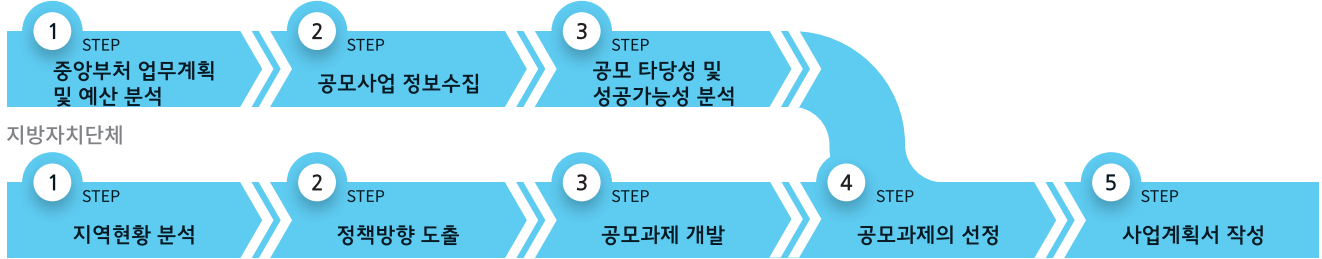 1
STEP
중앙부처 업무계획
및 예산 분석
2
STEP
공모사업 정보수집
3
STEP
공모 타당성 및
성공가능성 분석
지방자치단체
1
STEP
지역현황 분석
2
STEP
정책방향 도출
3
STEP
공모과제 개발
4
STEP
공모과제의 선정
5
STEP
사업계획서 작성